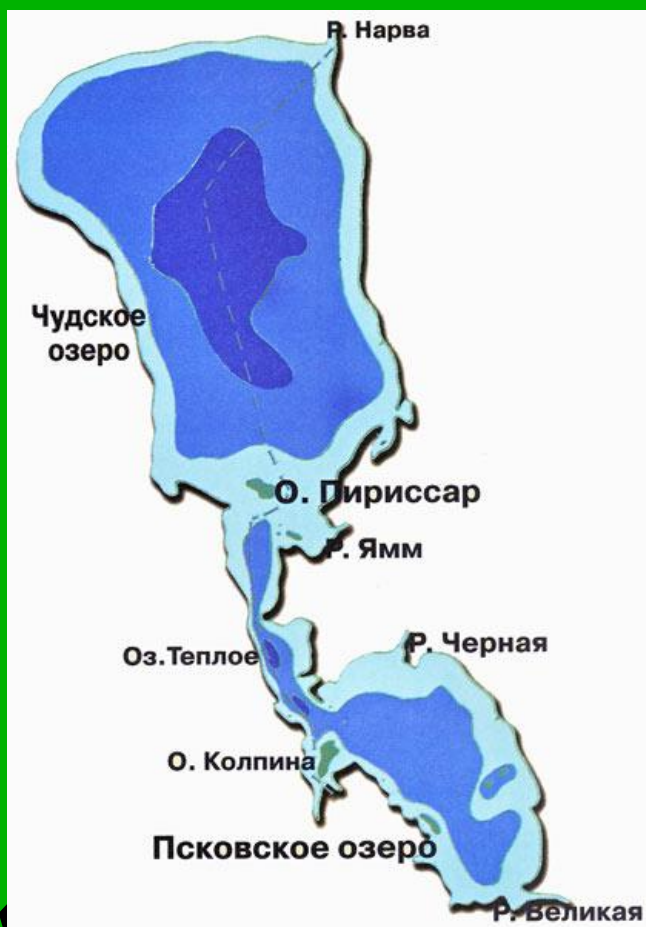 Р. Нарва
Чудское
озеро
О. Пириссар
Р. Ямм
Оз.Теплое
Р. Черная
О. Колпина
Псковское озеро
Р. Великая